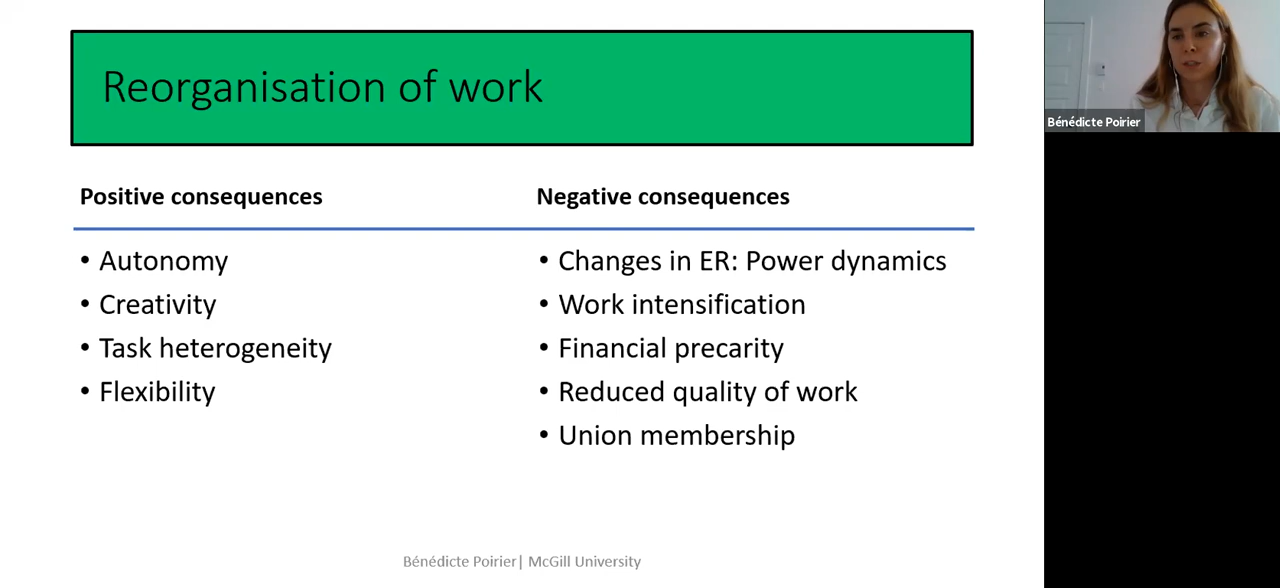 Reorganisation of work
Bénédicte Poirier
Positive consequences
• Autonomy
• Creativity
• Task heterogeneity
• Flexibility
Negative consequences
• Changes in ER: Power dynamics
• Work intensification
• Financial precarity
• Reduced quality of work
• Union membership
Bénédicte Poirier| McGill University